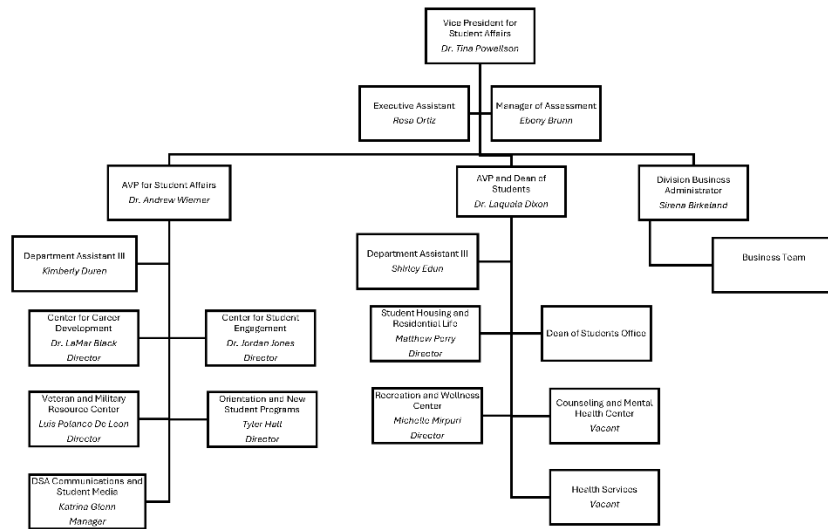 Vice President for
Student Affairs
Dr. Tina Powellson
Executive Assistant
Rosa Ortiz
Manager of Assessment
Ebony Brunn
AVP for Student Affairs
Dr. Andrew Wiemer
AVP and Dean of
Students
Dr. Laquala Dixon
Division Business
Administrator
Sirena Birkeland
Department Assistant III
Kimberly Duren
Department Assistant III
Shirley Edun
Business Team
Center for Career
Development
Dr. LaMar Black
Director
Center for Student
Engagement
Dr. Jordan Jones
Director
Student Housing and
Residential Life
Matthew Perry
Director
Dean of Students Office
Veteran and Military
Resource Center
Luis Polanco De Leon
Director
Orientation and New
Student Programs
Tyler Hall
Director
Recreation and Wellness
Center
Michelle Mirpuri
Director
Counseling and Mental
Health Center
Vacant
DSA Communications and
Student Media
Katrina Glenn
Manager
Health Services
Vacant